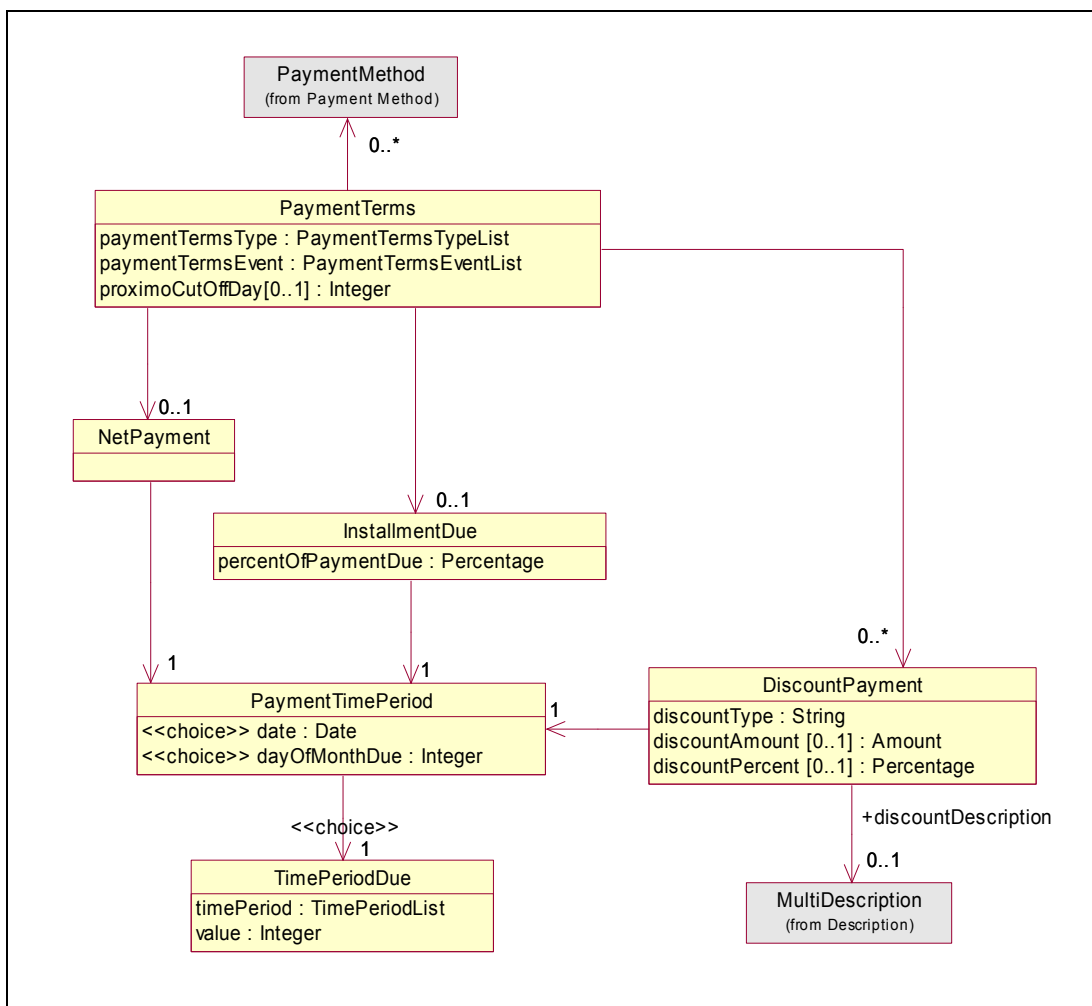 PaymentMethod
(from Payment Method)
0..*
PaymentTerms
paymentTermsType : PaymentTermsTypeList
paymentTermsEvent : PaymentTermsEventList
proximoCutOffDay[0..1] : Integer
0..1
NetPayment
0..1
InstallmentDue
percentOfPaymentDue : Percentage
0..*
1
1
PaymentTimePeriod
<<choice>> date : Date
<<choice>> dayOfMonthDue : Integer
1
DiscountPayment
discountType : String
discountAmount [0..1] : Amount
discountPercent [0..1] : Percentage
<<choice>>
1
+discountDescription
0..1
TimePeriodDue
timePeriod : TimePeriodList
value : Integer
MultiDescription
(from Description)